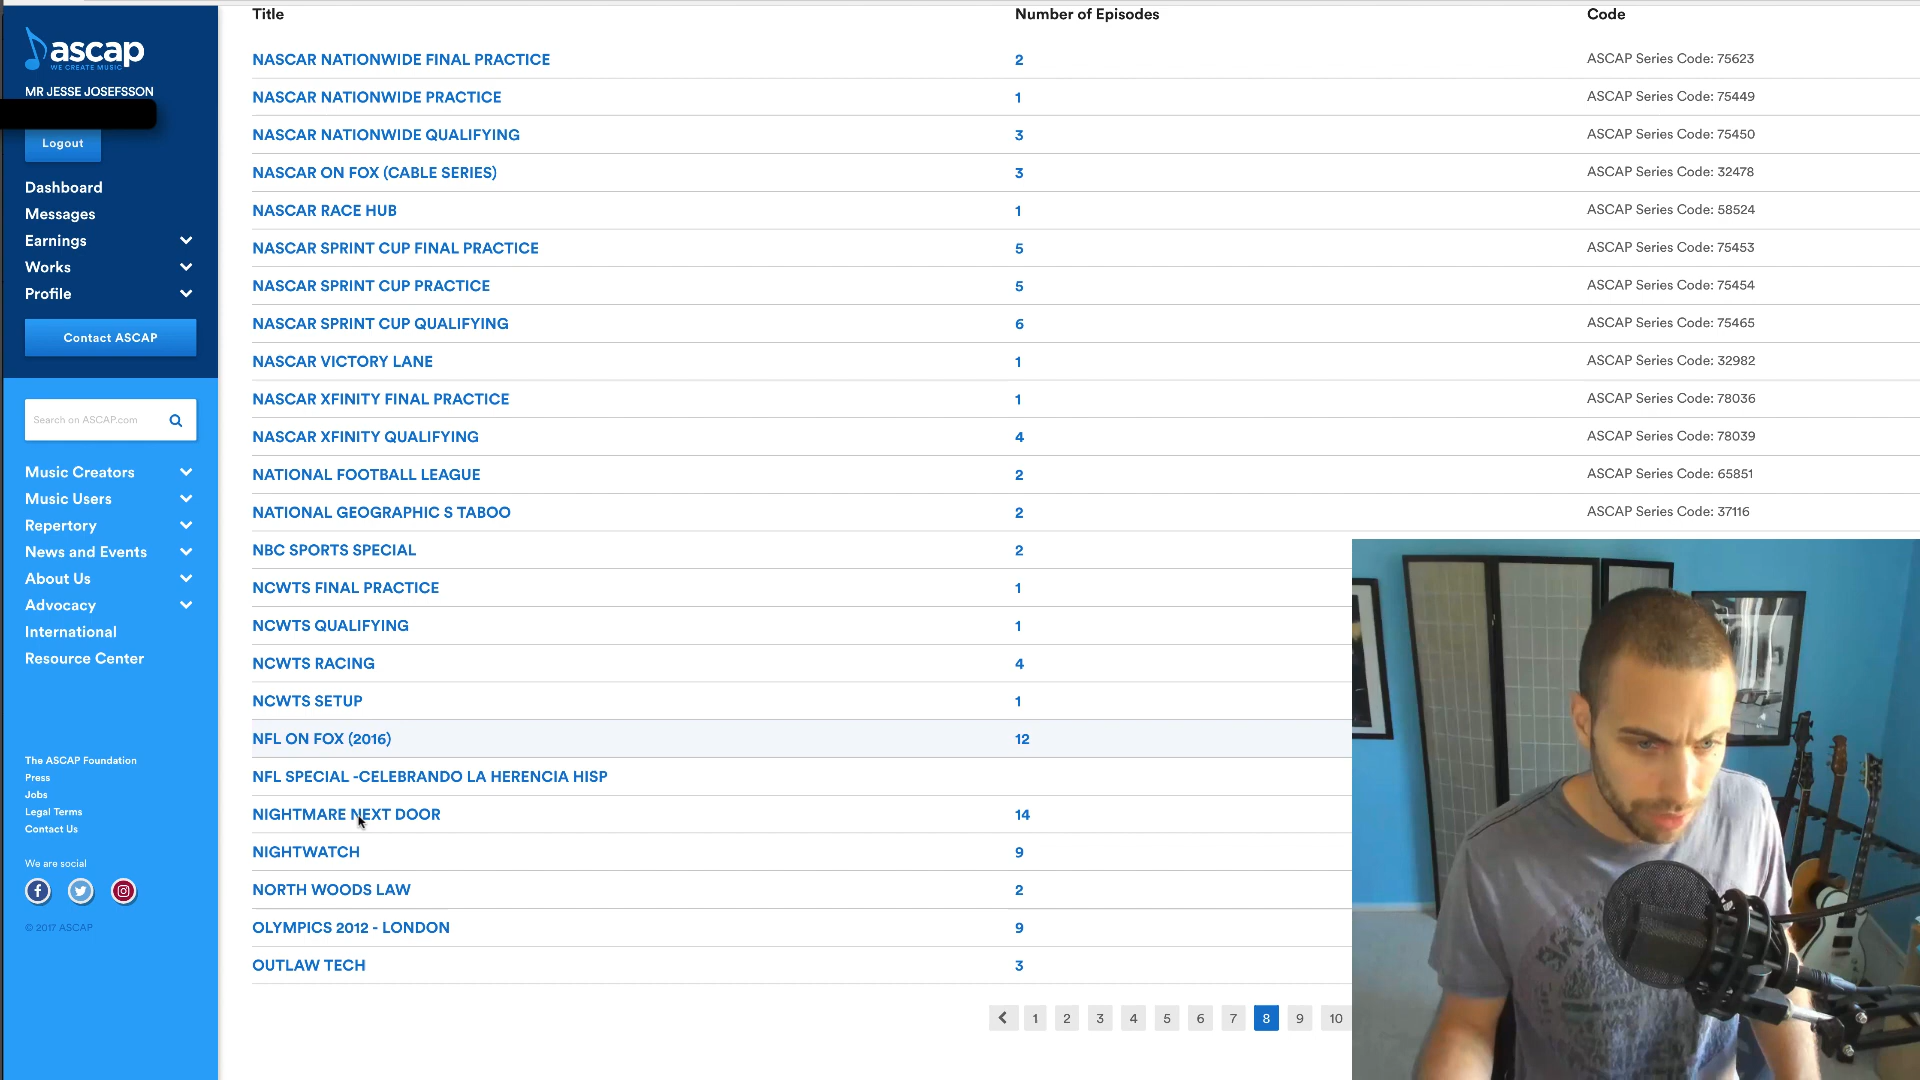 ascap
WE CREATE MUSIC
MR JESSE JOSEFSSON
Logout
Dashboard
Messages
Earnings
Works
Profile
Contact ASCAP
Search on ASCAP.com
Music Creators
Music Users
Repertory
News and Events
About Us
Advocacy
International
Resource Center
The ASCAP Foundation
Press
Jobs
Legal Terms
Contact Us
We are social
© 2017 ASCAP
Title Number of Episodes Code
NASCAR NATIONWIDE FINAL PRACTICE 2 ASCAP Series Code: 75623
NASCAR NATIONWIDE PRACTICE 1 ASCAP Series Code: 75449
NASCAR NATIONWIDE QUALIFYING 3 ASCAP Series Code: 75450
NASCAR ON FOX (CABLE SERIES) 3 ASCAP Series Code: 32478
NASCAR RACE HUB 1 ASCAP Series Code: 58524
NASCAR SPRINT CUP FINAL PRACTICE 5 ASCAP Series Code: 75453
NASCAR SPRINT CUP PRACTICE 5 ASCAP Series Code: 75454
NASCAR SPRINT CUP QUALIFYING 6 ASCAP Series Code: 75465
NASCAR VICTORY LANE 1 ASCAP Series Code: 32982
NASCAR XFINITY FINAL PRACTICE 1 ASCAP Series Code: 78036
NASCAR XFINITY QUALIFYING 4 ASCAP Series Code: 78039
NATIONAL FOOTBALL LEAGUE 2 ASCAP Series Code: 65851
NATIONAL GEOGRAPHIC S TABOO 2 ASCAP Series Code: 37116
NBC SPORTS SPECIAL 2
NCWTS FINAL PRACTICE 1
NCWTS QUALIFYING 1
NCWTS RACING 4
NCWTS SETUP 1
NFL ON FOX (2016) 12
NFL SPECIAL -CELEBRANDO LA HERENCIA HISP
NIGHTMARE NEXT DOOR 14
NIGHTWATCH 9
NORTH WOODS LAW 2
OLYMPICS 2012 - LONDON 9
OUTLAW TECH 3
1 2 3 4 5 6 7 8 9 10